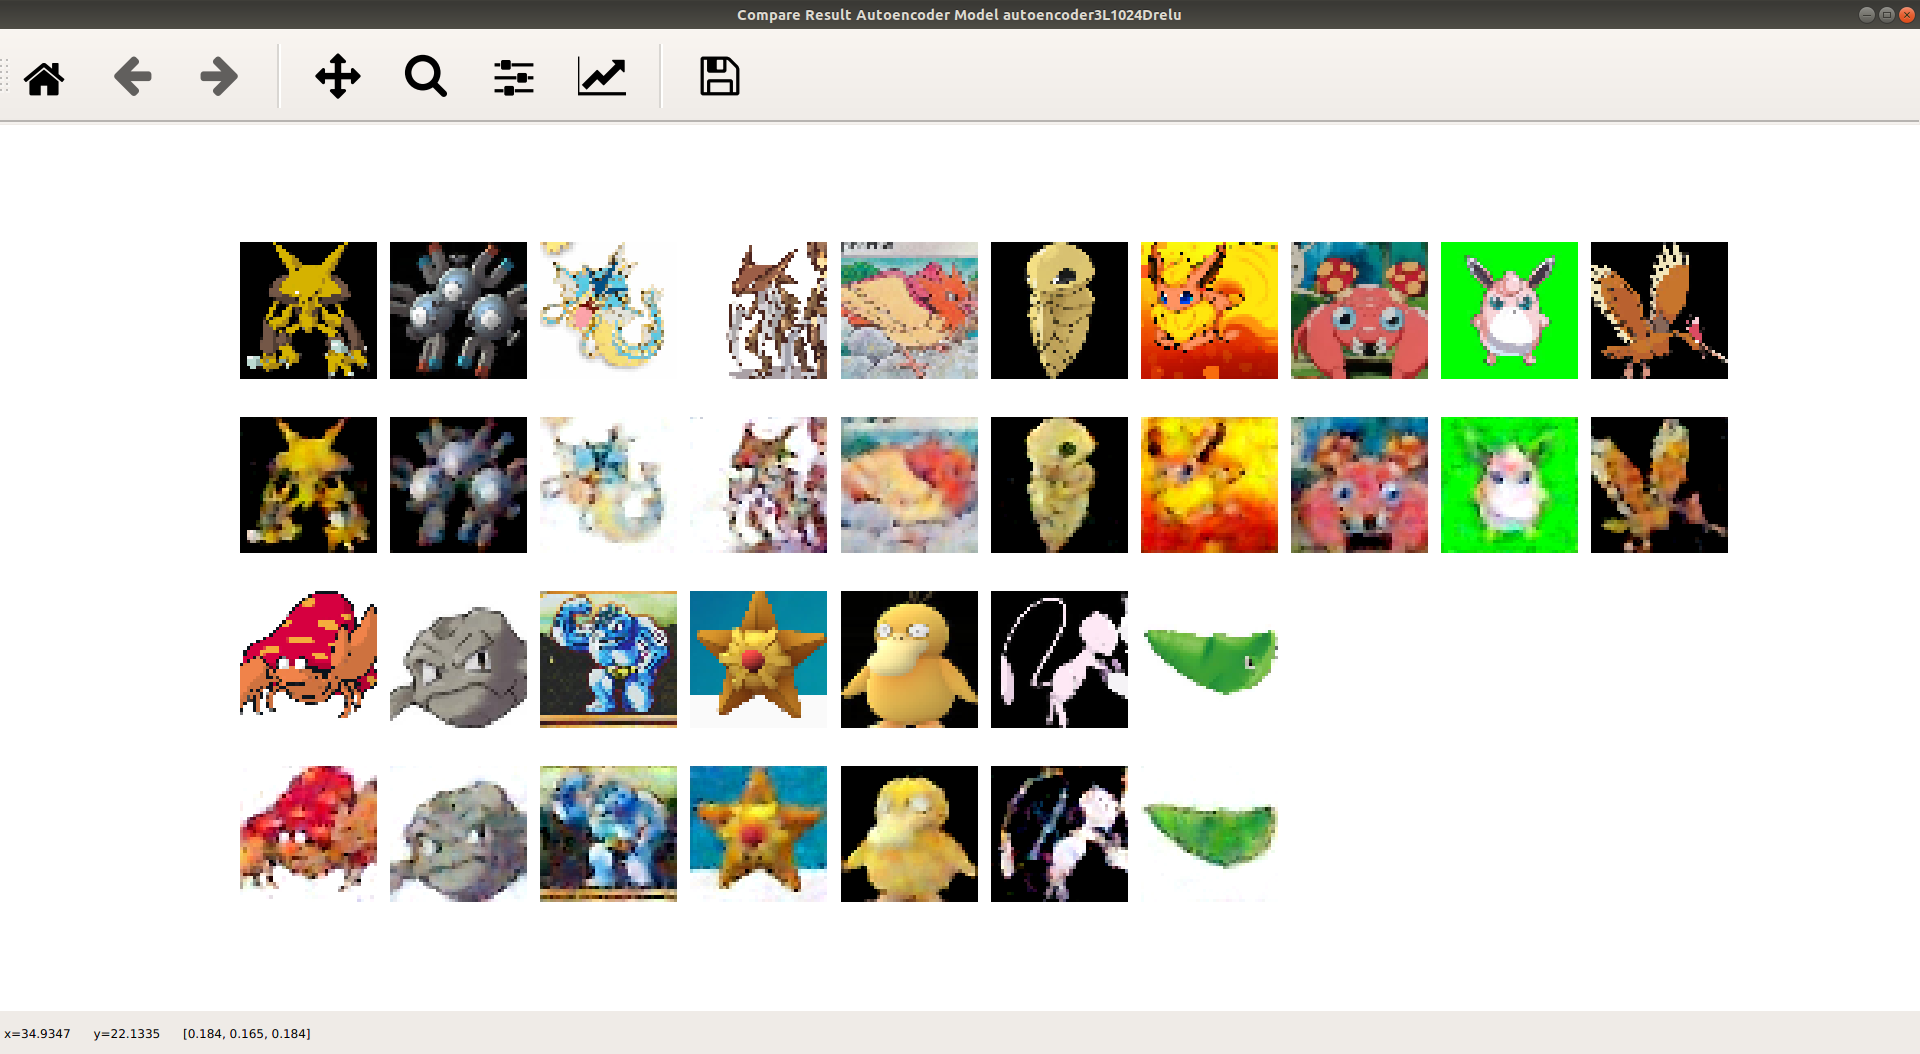 Compare Result Autoencoder Model autoencoder3L1024Drelu
x=34.9347 y=22.1335 [0.184, 0.165, 0.184]